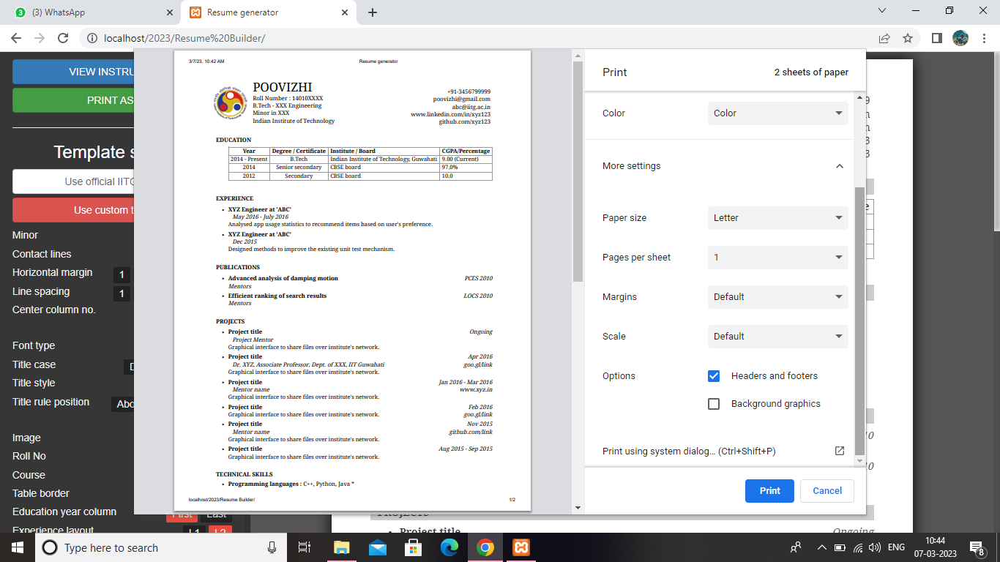 (3) WhatsApp
Resume generator
localhost/2023/Resume%20Builder/
VIEW INSTRU
PRINT AS
Template s
Use official IITG
Use custom t
Minor
Contact lines
Horizontal margin 1
Line spacing 1
Center column no.
Font type
Title case
Title style
Title rule position Abo
Image
Roll No
Course
Table border
Education year column First Last
Experience layout L1 L2
3/7/23, 10:42 AM Resume generator
POOVIZHI
Roll Number : 14010XXXX
B.Tech - XXX Engineering
Minor in XXX
Indian Institute of Technology
+91-3456799999
poovizhi@gmail.com
abc@iitg.ac.in
www.linkedin.com/in/xyz123
github.com/xyz123
EDUCATION
Year Degree / Certificate Institute / Board CGPA/Percentage
2014 - Present B.Tech Indian Institute of Technology, Guwahati 9.00 (Current)
2014 Senior secondary CBSE board 97.0%
2012 Secondary CBSE board 10.0
EXPERIENCE
• XYZ Engineer at 'ABC'
May 2016 - July 2016
Analysed app usage statistics to recommend items based on user's preference.
• XYZ Engineer at 'ABC'
Dec 2015
Designed methods to improve the existing unit test mechanism.
PUBLICATIONS
• Advanced analysis of damping motion PCES 2010
Mentors
• Efficient ranking of search results LOCS 2010
Mentors
PROJECTS
• Project title Ongoing
Project Mentor
Graphical interface to share files over institute's network.
• Project title Apr 2016
Dr. XYZ, Associate Professor, Dept. of XXX, IIT Guwahati goo.gl/link
Graphical interface to share files over institute's network.
• Project title Jan 2016 - Mar 2016
Mentor name www.xyz.in
Graphical interface to share files over institute's network.
• Project title Feb 2016
Graphical interface to share files over institute's network. goo.gl/link
• Project title Nov 2015
Mentor name github.com/link
Graphical interface to share files over institute's network.
• Project title Aug 2015 - Sep 2015
Graphical interface to share files over institute's network.
TECHNICAL SKILLS
• Programming languages : C++, Python, Java *
localhost/2023/Resume Builder/ 1/2
Print 2 sheets of paper
Color Color
More settings
Paper size Letter
Pages per sheet 1
Margins Default
Scale Default
Options Headers and footers
Background graphics
Print using system dialog... (Ctrl+Shift+P)
Print Cancel
• Project title Ongoing
Type here to search
ENG
10:44
07-03-2023
8